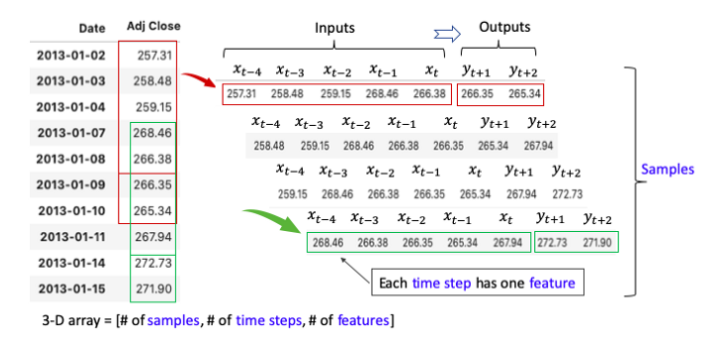 Date Adj Close
2013-01-02 257.31
2013-01-03 258.48
2013-01-04 259.15
2013-01-07 268.46
2013-01-08 266.38
2013-01-09 266.35
2013-01-10 265.34
2013-01-11 267.94
2013-01-14 272.73
2013-01-15 271.90
Inputs Outputs
xₜ₋₄ xₜ₋₃ xₜ₋₂ xₜ₋₁ xₜ yₜ₊₁ yₜ₊₂
257.31 258.48 259.15 268.46 266.38 266.35 265.34
xₜ₋₄ xₜ₋₃ xₜ₋₂ xₜ₋₁ xₜ yₜ₊₁ yₜ₊₂
258.48 259.15 268.46 266.38 266.35 265.34 267.94
xₜ₋₄ xₜ₋₃ xₜ₋₂ xₜ₋₁ xₜ yₜ₊₁ yₜ₊₂
259.15 268.46 266.38 266.35 265.34 267.94 272.73
xₜ₋₄ xₜ₋₃ xₜ₋₂ xₜ₋₁ xₜ yₜ₊₁ yₜ₊₂
268.46 266.38 266.35 265.34 267.94 272.73 271.90
Samples
Each time step has one feature
3-D array = [# of samples, # of time steps, # of features]